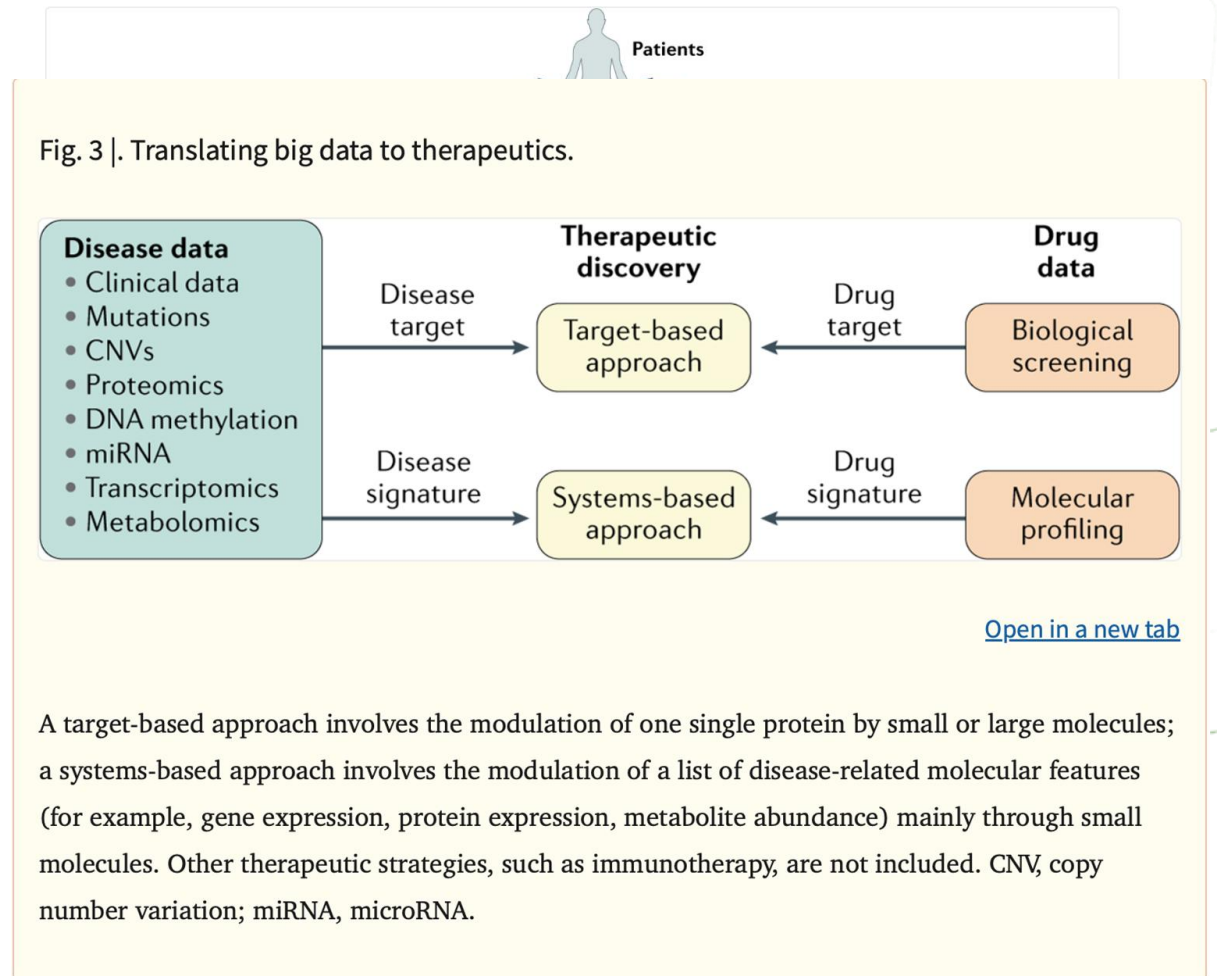 Patients
Fig. 3 |. Translating big data to therapeutics.
Disease data
• Clinical data
• Mutations
• CNVs
• Proteomics
• DNA methylation
• miRNA
• Transcriptomics
• Metabolomics
Disease
target
Disease
signature
Therapeutic
discovery
Target-based
approach
Systems-based
approach
Drug
target
Drug
signature
Drug
data
Biological
screening
Molecular
profiling
Open in a new tab
A target-based approach involves the modulation of one single protein by small or large molecules;
a systems-based approach involves the modulation of a list of disease-related molecular features
(for example, gene expression, protein expression, metabolite abundance) mainly through small
molecules. Other therapeutic strategies, such as immunotherapy, are not included. CNV, copy
number variation; miRNA, microRNA.